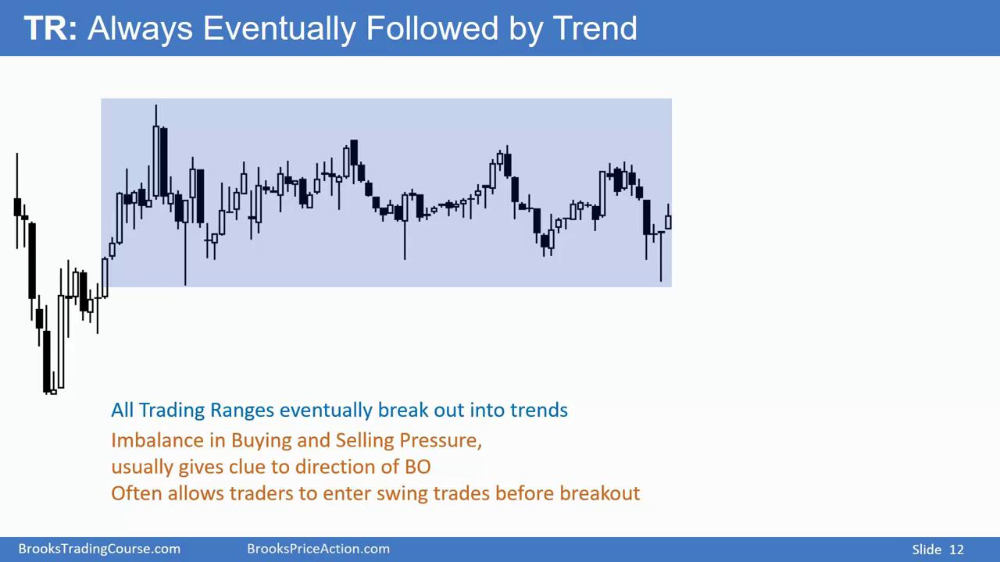 TR: Always Eventually Followed by Trend
All Trading Ranges eventually break out into trends
Imbalance in Buying and Selling Pressure,
usually gives clue to direction of BO
Often allows traders to enter swing trades before breakout
BrooksTradingCourse.com
BrooksPriceAction.com
Slide 12